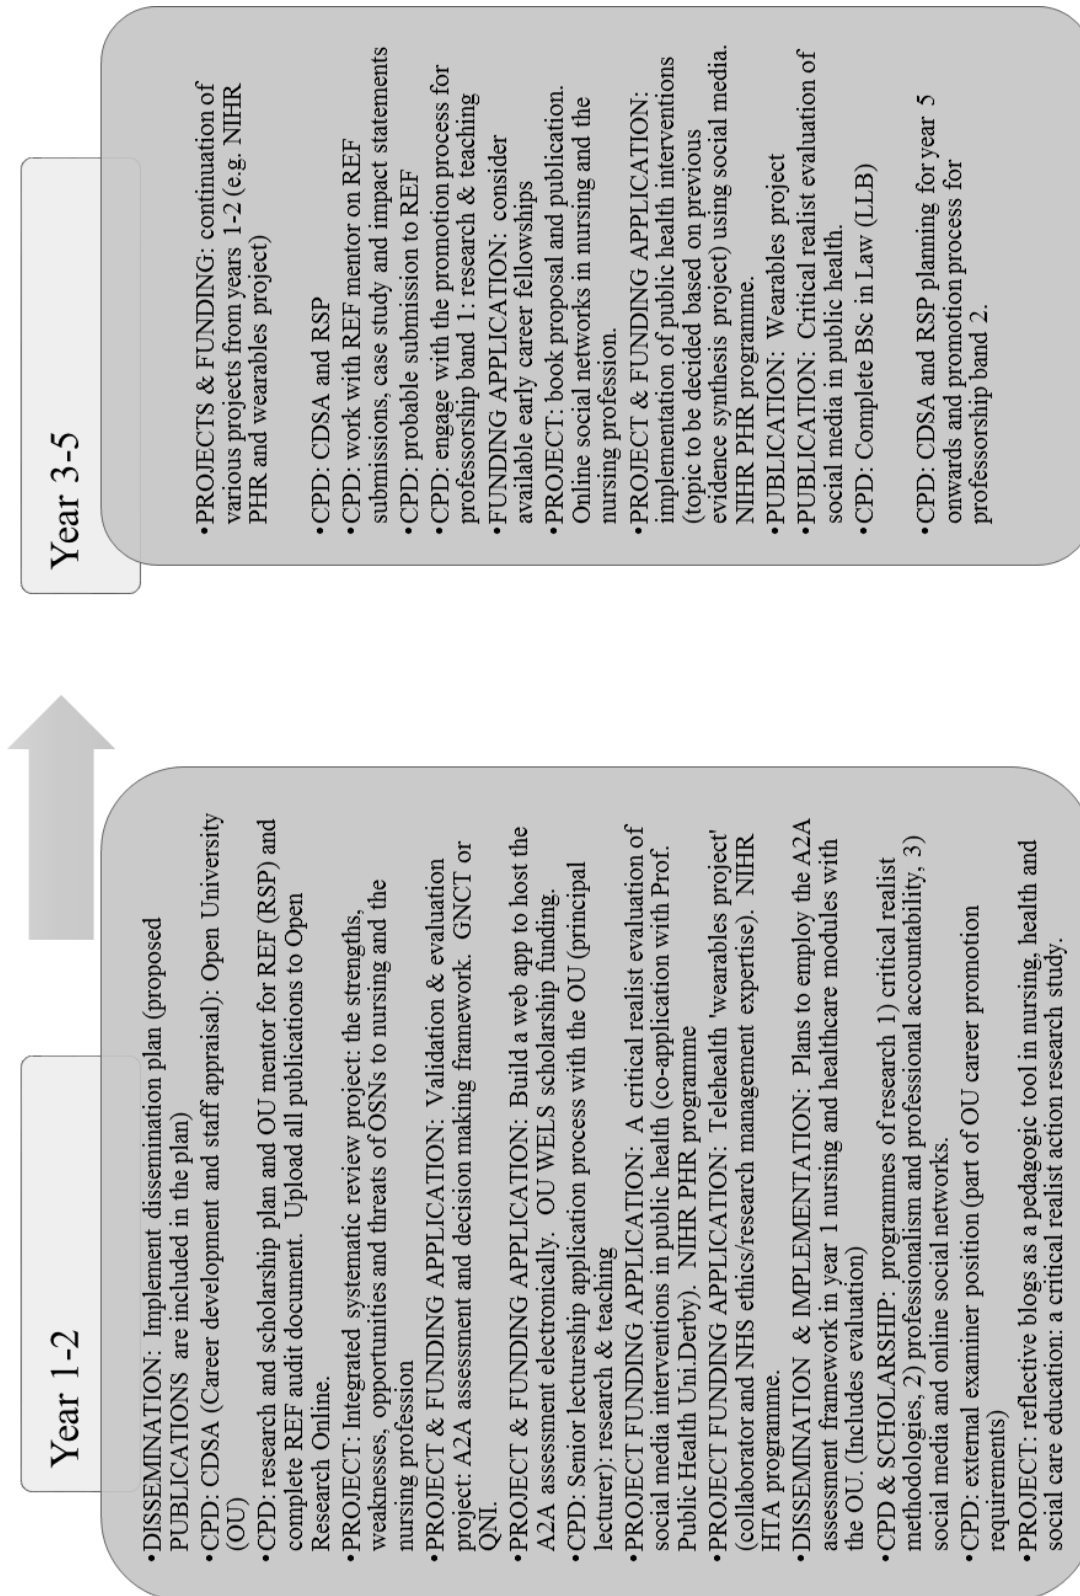 Year 1-2
•DISSEMINATION: Implement dissemination plan (proposed
PUBLICATIONS are included in the plan)
•CPD: CDSA (Career development and staff appraisal): Open University
(OU)
•CPD: research and scholarship plan and OU mentor for REF (RSP) and
complete REF audit document. Upload all publications to Open
Research Online.
•PROJECT: Integrated systematic review project: the strengths,
weaknesses, opportunities and threats of OSNs to nursing and the
nursing profession
•PROJECT & FUNDING APPLICATION: Validation & evaluation
project: A2A assessment and decision making framework. GNCT or
QNI.
•PROJECT & FUNDING APPLICATION: Build a web app to host the
A2A assessment electronically. OU WELS scholarship funding.
•CPD: Senior lectureship application process with the OU (principal
lecturer): research & teaching
•PROJECT FUNDING APPLICATION: A critical realist evaluation of
social media interventions in public health (co-application with Prof.
Public Health Uni.Derby). NIHR PHR programme
•PROJECT FUNDING APPLICATION: Telehealth 'wearables project'
(collaborator and NHS ethics/research management expertise). NIHR
HTA programme.
•DISSEMINATION & IMPLEMENTATION: Plans to employ the A2A
assessment framework in year 1 nursing and healthcare modules with
the OU. (Includes evaluation)
•CPD & SCHOLARSHIP: programmes of research 1) critical realist
methodologies, 2) professionalism and professional accountability, 3)
social media and online social networks.
•CPD: external examiner position (part of OU career promotion
requirements)
•PROJECT: reflective blogs as a pedagogic tool in nursing, health and
social care education: a critical realist action research study.
Year 3-5
•PROJECTS & FUNDING: continuation of
various projects from years 1-2 (e.g. NIHR
PHR and wearables project)
•CPD: CDSA and RSP
•CPD: work with REF mentor on REF
submissions, case study and impact statements
•CPD: probable submission to REF
•CPD: engage with the promotion process for
professorship band 1: research & teaching
•FUNDING APPLICATION: consider
available early career fellowships
•PROJECT: book proposal and publication.
Online social networks in nursing and the
nursing profession.
•PROJECT & FUNDING APPLICATION:
implementation of public health interventions
(topic to be decided based on previous
evidence synthesis project) using social media.
NIHR PHR programme.
•PUBLICATION: Wearables project
•PUBLICATION: Critical realist evaluation of
social media in public health.
•CPD: Complete BSc in Law (LLB)
•CPD: CDSA and RSP planning for year 5
onwards and promotion process for
professorship band 2.